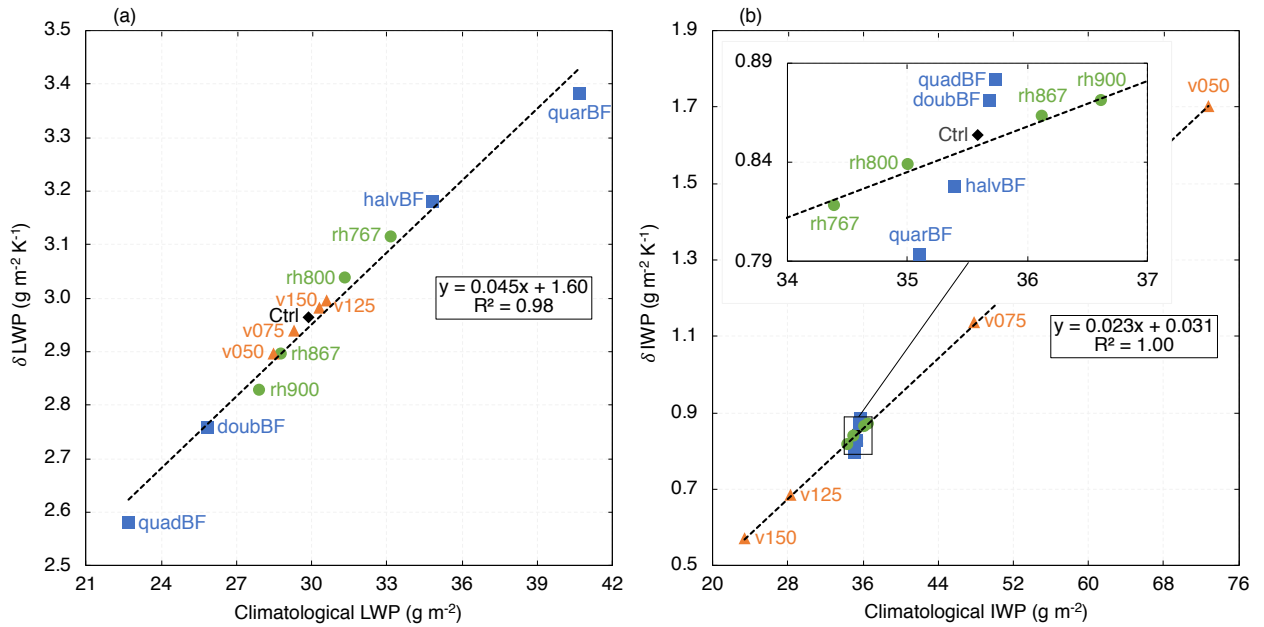 (a)
3.5
3.4
3.3
3.2
3.1
3.0
2.9
2.8
2.7
2.6
2.5
δLWP (g m-2 K-1)
quarBF
halvBF
rh767
rh800
v150
v125
Ctrl
v075
v050
rh867
rh900
doubBF
quadBF
y = 0.045x + 1.60
R² = 0.98
21 24 27 30 33 36 39 42
Climatological LWP (g m-2)
(b)
1.7
1.5
1.3
1.1
0.9
0.7
0.5
δIWP (g m-2 K-1)
0.89
0.84
0.79
quadBF
doubBF
rh900
rh867
Ctrl
rh800
halvBF
rh767
quarBF
34 35 36 37
v050
v075
y = 0.023x + 0.031
R² = 1.00
v125
v150
20 28 36 44 52 60 68 76
Climatological IWP (g m-2)